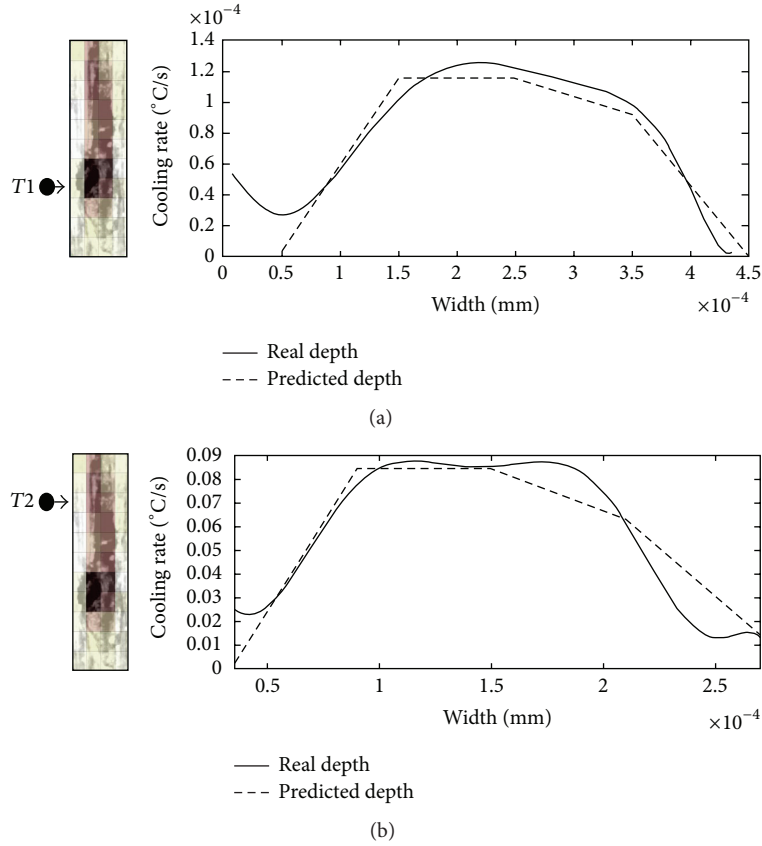 ×10⁻⁴
1.4
1.2
1
0.8
0.6
0.4
0.2
0
Cooling rate (°C/s)
T1
0 0.5 1 1.5 2 2.5 3 3.5 4 4.5
Width (mm) ×10⁻⁴
Real depth
Predicted depth
(a)
0.09
0.08
0.07
0.06
0.05
0.04
0.03
0.02
0.01
0
Cooling rate (°C/s)
T2
0.5 1 1.5 2 2.5
Width (mm) ×10⁻⁴
Real depth
Predicted depth
(b)